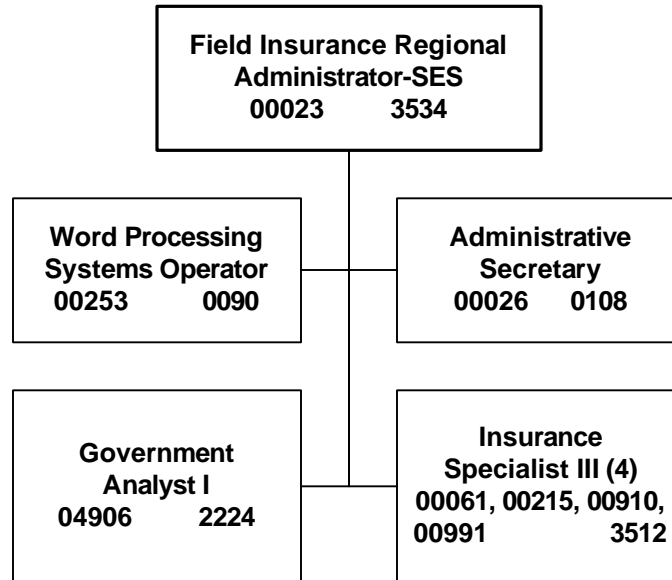 Field Insurance Regional
Administrator-SES
00023 3534
Word Processing
Systems Operator
00253 0090
Administrative
Secretary
00026 0108
Government
Analyst I
04906 2224
Insurance
Specialist III (4)
00061, 00215, 00910,
00991 3512